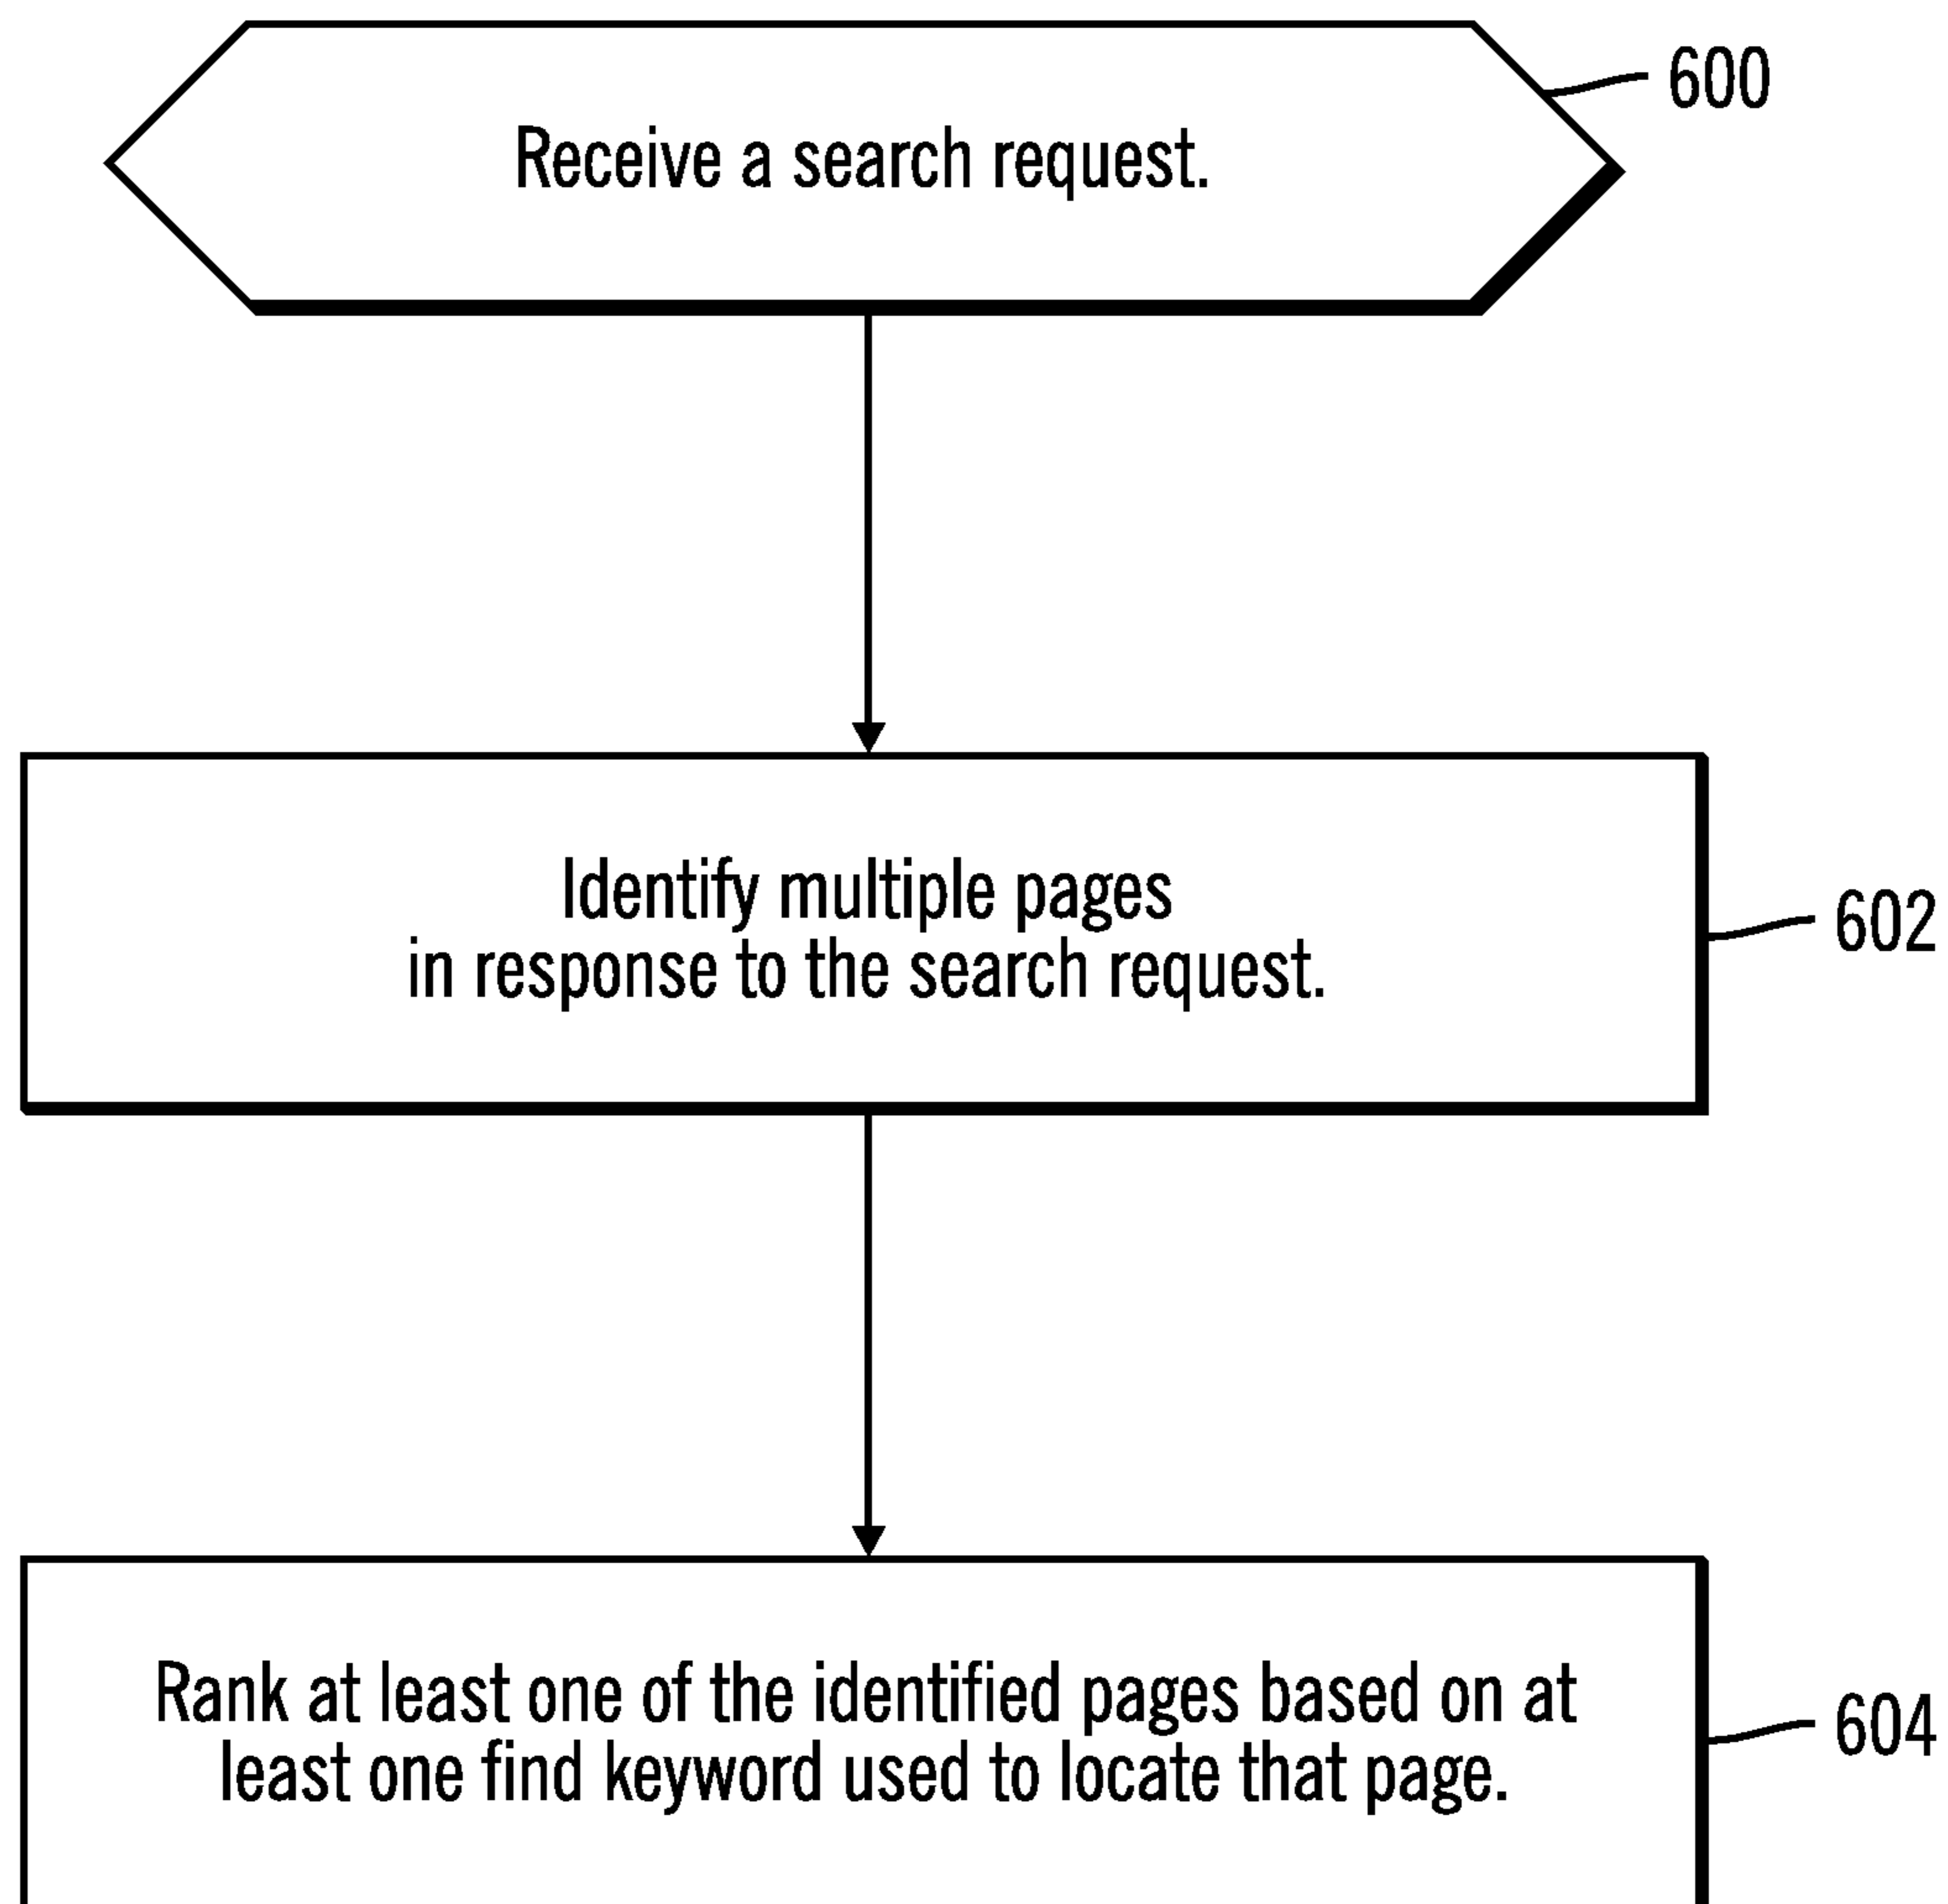 Receive a search request.
600
Identify multiple pages
in response to the search request.
602
Rank at least one of the identified pages based on at
least one find keyword used to locate that page.
604